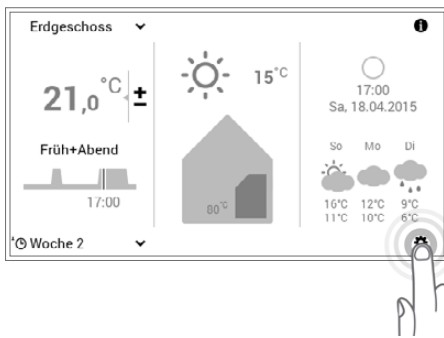 Erdgeschoss
21,0 °C ±
Früh+Abend
17:00
Woche 2
15°C
80°C
17:00
Sa, 18.04.2015
So Mo Di
16°C 12°C 9°C
11°C 10°C 6°C